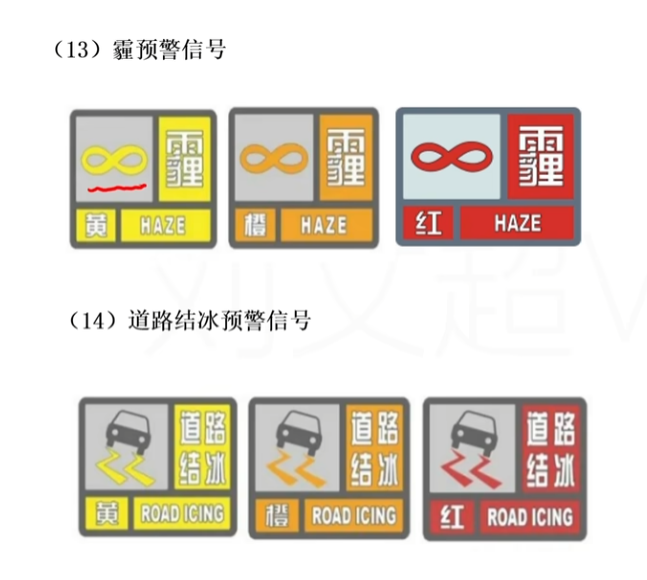 （13）霾预警信号
霾 霾 霾
黄 HAZE 橙 HAZE 红 HAZE
（14）道路结冰预警信号
道路 道路 道路
结冰 结冰 结冰
黄 ROAD ICING 橙 ROAD ICING 红 ROAD ICING